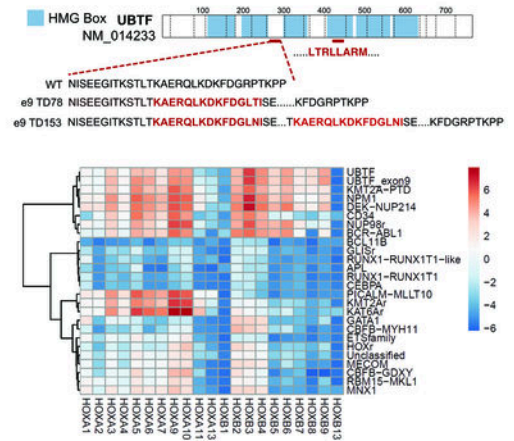 HMG Box
UBTF
NM_014233
100 200 300 400 500 600 700
.....LTRLLARM....
WT NISEEGITKSTLTKAERQLKDKFDGRPTKPP
e9 TD78 NISEEGITKSTLTKAERQLKDKFDGLTISE......KFDGRPTKPP
e9 TD153 NISEEGITKSTLTKAERQLKDKFDGLNISE...TKAERQLKDKFDGLNISE....KFDGRPTKPP
UBTF
UBTF_exon9
KMT2A-PTD
NPM1
DEK-NUP214
CD34
NUP98r
BCR-ABL1
BCL11B
GLISr
RUNX1-RUNX1T1-like
APL
RUNX1-RUNX1T1
CEBPA
PICALM-MLLT10
KMT2Ar
KAT6Ar
GATA1
CBFB-MYH11
ETSfamily
HOXr
Unclassified
MECOM
CBFB-GDXY
RBM15-MKL1
MNX1
6
4
2
0
-2
-4
-6
HOXA1
HOXA2
HOXA3
HOXA4
HOXA5
HOXA6
HOXA7
HOXA9
HOXA10
HOXA11
HOXA13
HOXB1
HOXB2
HOXB3
HOXB4
HOXB5
HOXB6
HOXB7
HOXB8
HOXB9
HOXB13